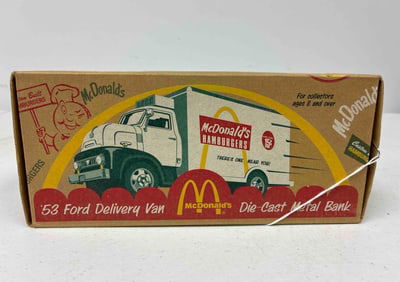 McDonald's
For collectors
ages 8 and over
McDonald's
HAMBURGERS
15¢
THERE'S ONE NEAR YOU!
McDonald's
'53 Ford Delivery Van
McDonald's
Die-Cast Metal Bank